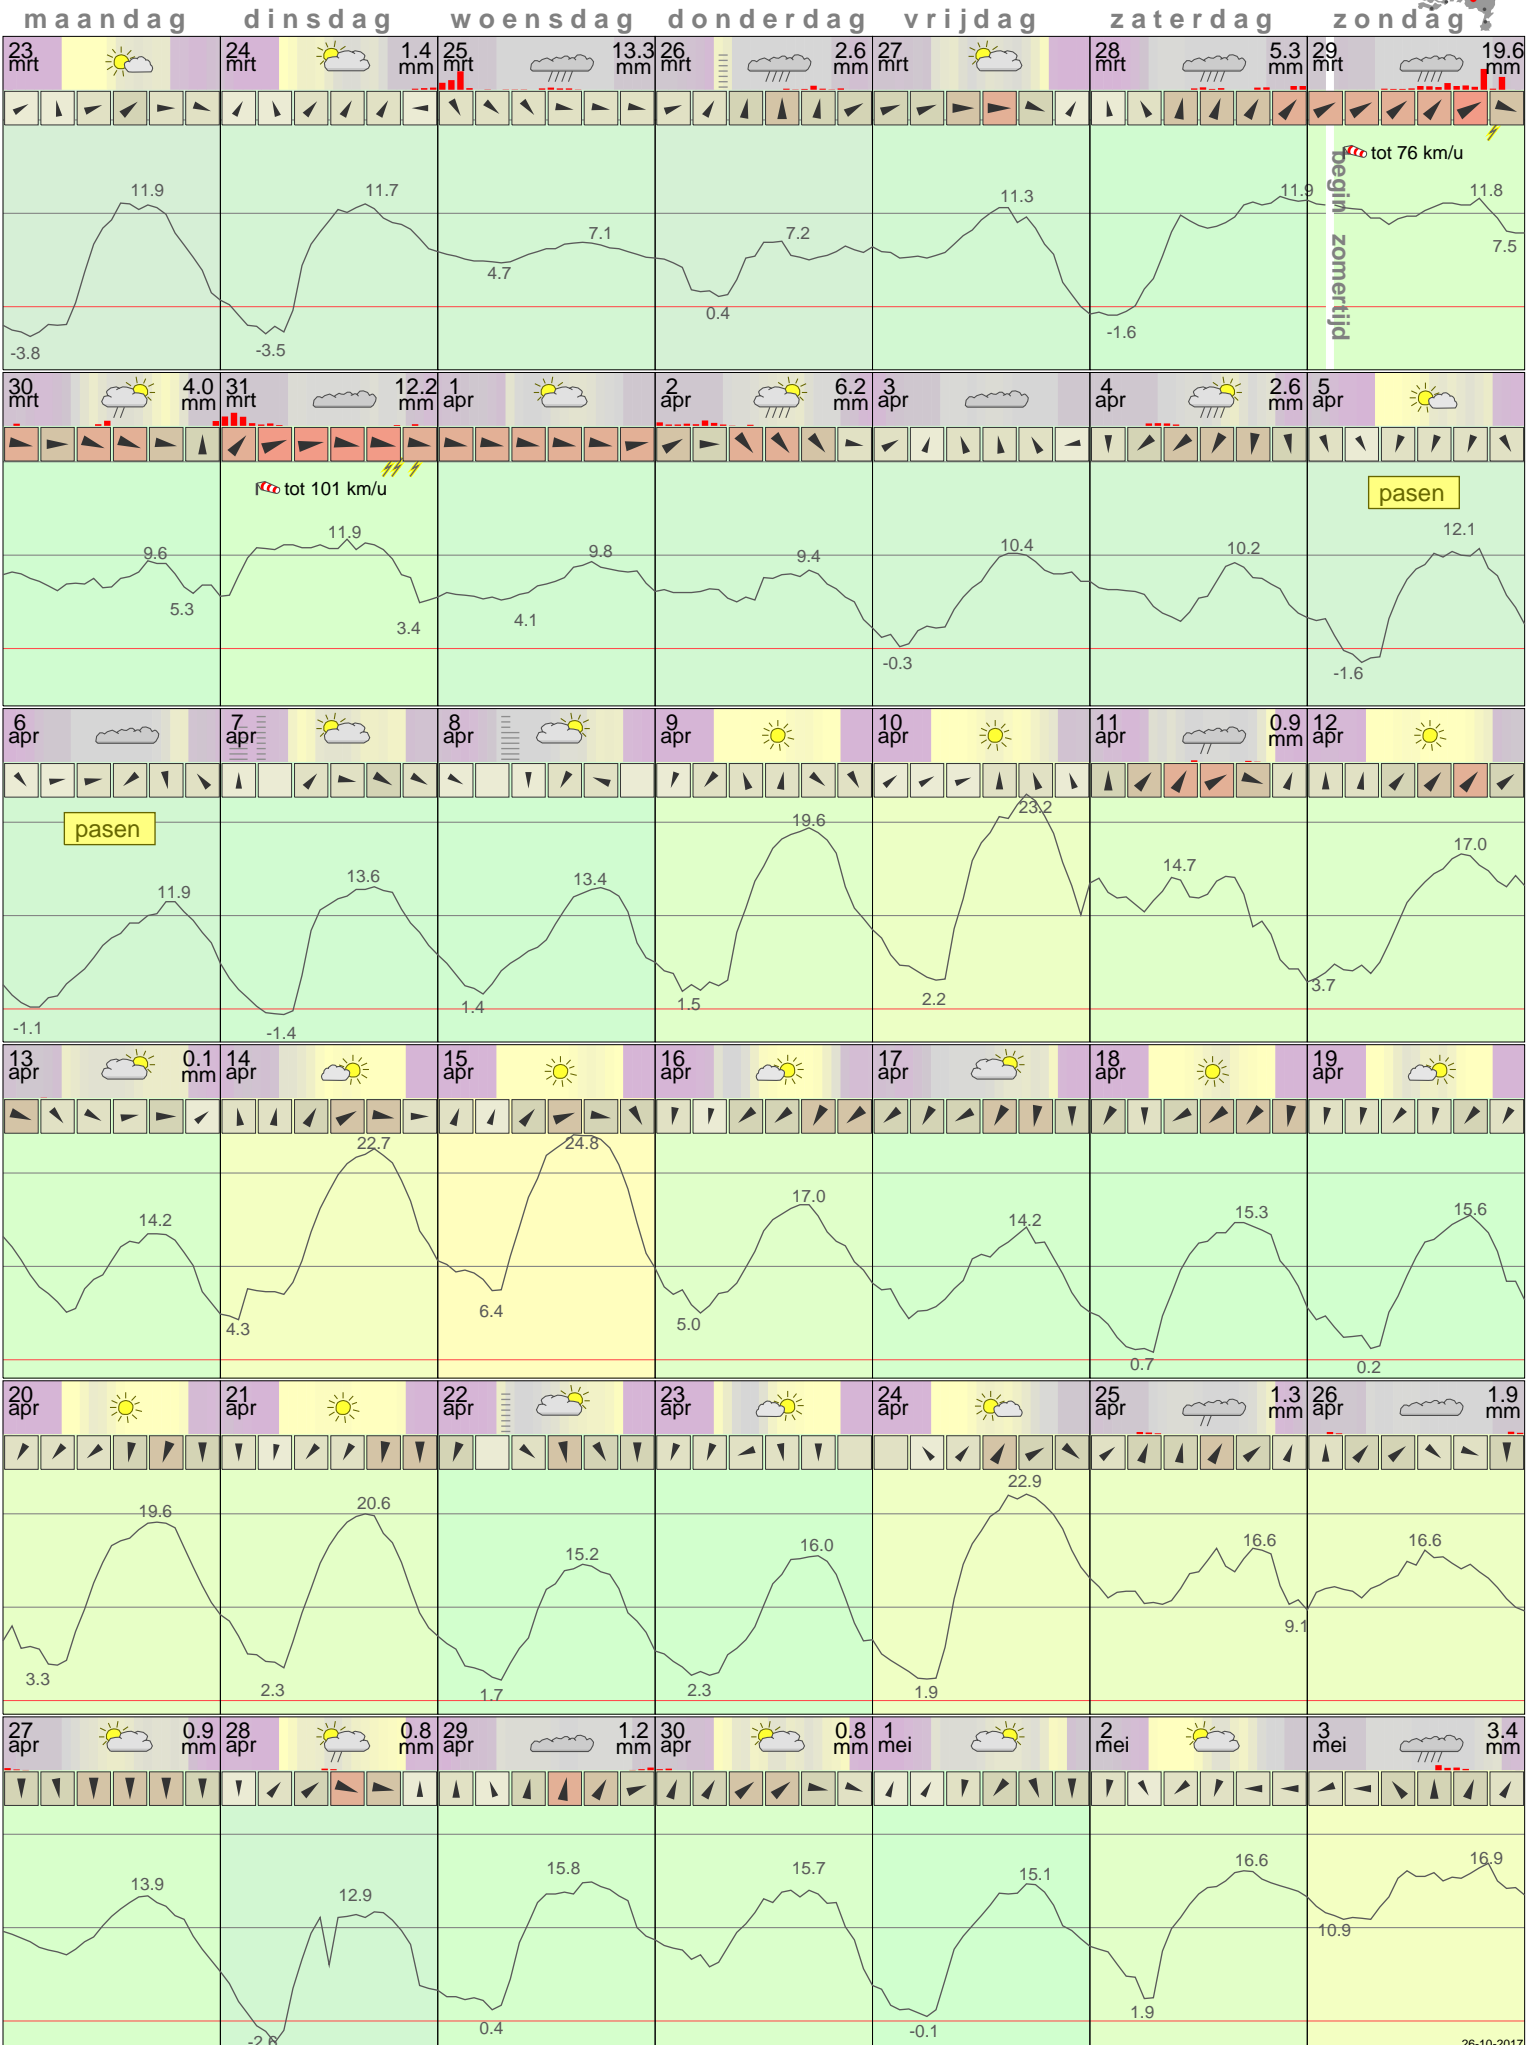 maandag dinsdag woensdag donderdag vrijdag zaterdag zondag
23 24 1.4 25 13.3 26 2.6 27 28 5.3 29 19.6
mrt mrt mm mrt mm mrt mm mrt mrt mm mrt mm
tot 76 km/u
begin zomertijd
11.9 11.7 7.1 7.2 11.3 11.9 11.8
-3.8 -3.5 4.7 0.4 -1.6 7.5
30 4.0 31 12.2 1 2 6.2 3 4 2.6 5
mrt mm mrt mm apr apr mm apr apr mm apr
tot 101 km/u
pasen
9.6 11.9 9.8 9.4 10.4 10.2 12.1
5.3 3.4 4.1 -0.3 -1.6
6 7 8 9 10 11 0.9 12
apr apr apr apr apr apr mm apr
pasen
11.9 13.6 13.4 19.6 23.2 14.7 17.0
-1.1 -1.4 1.4 1.5 2.2 3.7
13 0.1 14 15 16 17 18 19
apr mm apr apr apr apr apr apr
14.2 22.7 24.8 17.0 14.2 15.3 15.6
4.3 6.4 5.0 0.7 0.2
20 21 22 23 24 25 1.3 26 1.9
apr apr apr apr apr apr mm apr mm
19.6 20.6 15.2 16.0 22.9 16.6 16.6
3.3 2.3 1.7 2.3 1.9 9.1
27 0.9 28 0.8 29 1.2 30 0.8 1 2 3 3.4
apr mm apr mm apr mm apr mm mei mei mei mm
13.9 12.9 15.8 15.7 15.1 16.6 16.9
-2.6 0.4 -0.1 1.9 10.9
26-10-2017